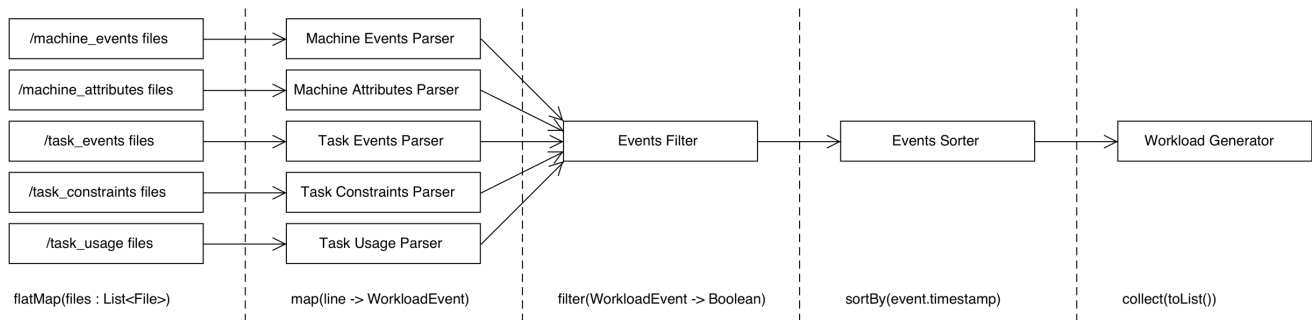 /machine_events files
Machine Events Parser
/machine_attributes files
Machine Attributes Parser
/task_events files
Task Events Parser
Events Filter
Events Sorter
Workload Generator
/task_constraints files
Task Constraints Parser
/task_usage files
Task Usage Parser
flatMap(files : List<File>)
map(line -> WorkloadEvent)
filter(WorkloadEvent -> Boolean)
sortBy(event.timestamp)
collect(toList())